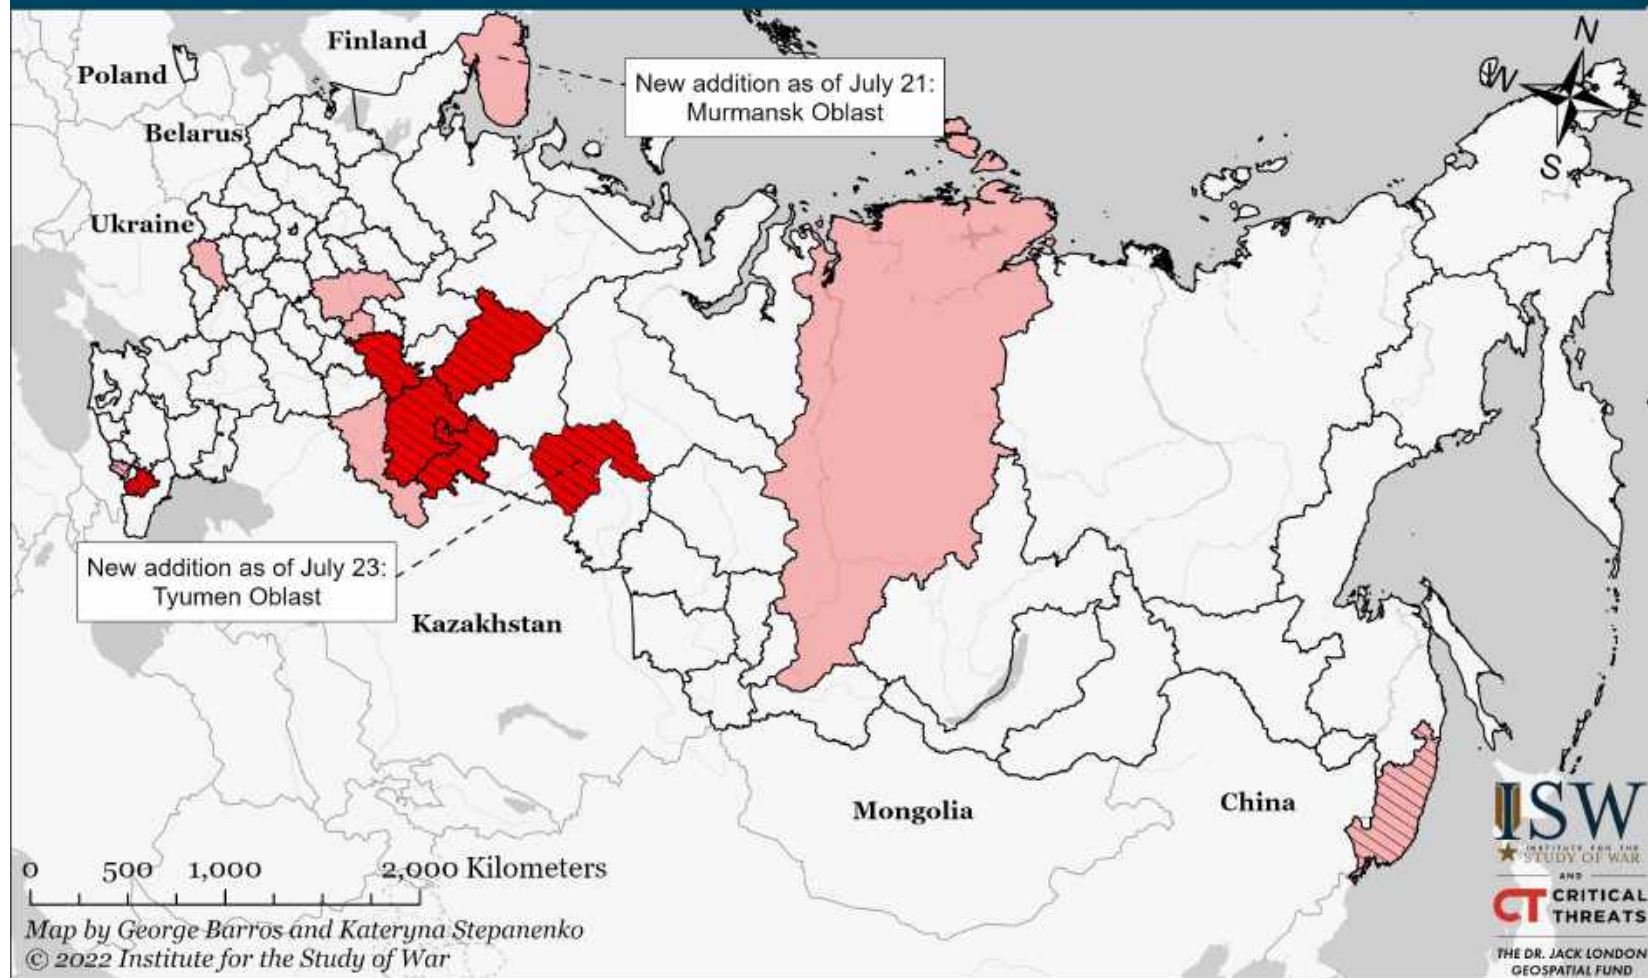 Finland
Poland
New addition as of July 21:
Murmansk Oblast
N
W
E
S
Belarus
Ukraine
New addition as of July 23:
Tyumen Oblast
Kazakhstan
Mongolia
China
0 500 1,000 2,000 Kilometers
Map by George Barros and Kateryna Stepanenko
© 2022 Institute for the Study of War
ISW
INSTITUTE FOR THE
STUDY OF WAR
AND
CT CRITICAL
THREATS
THE DR. JACK LONDON
GEOSPATIAL FUND